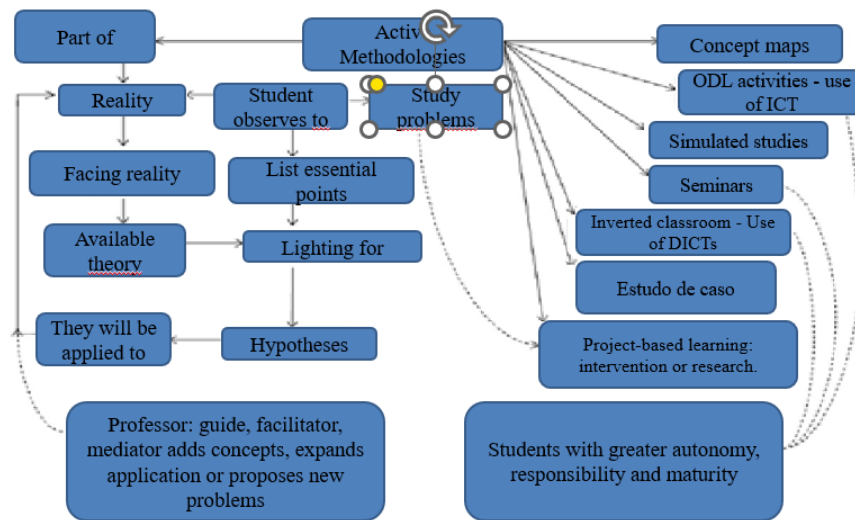 Part of
Activ
Methodologies
Concept maps
ODL activities - use
of ICT
Reality
Student
observes to
Study
problems
Simulated studies
Facing reality
List essential
points
Seminars
Inverted classroom - Use
of DICTs
Available
theory
Lighting for
Estudo de caso
They will be
applied to
Hypotheses
Project-based learning:
intervention or research.
Professor: guide, facilitator,
mediator adds concepts, expands
application or proposes new
problems
Students with greater autonomy,
responsibility and maturity